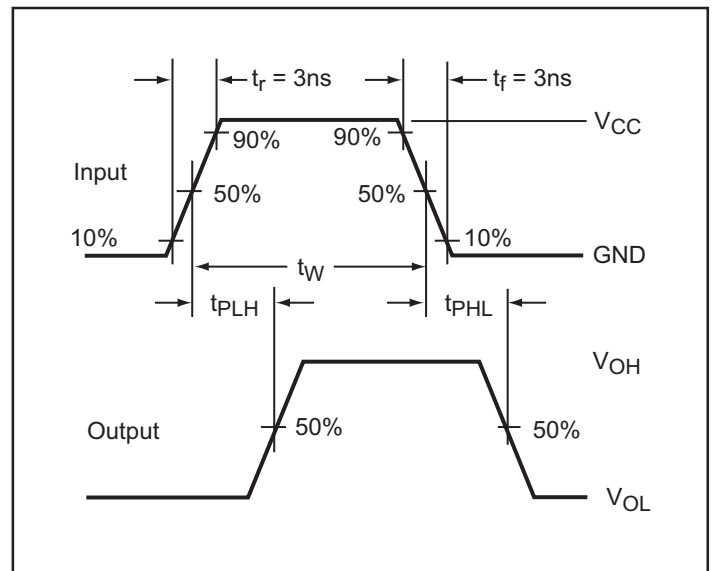 tr = 3ns
tf = 3ns
VCC
90%
90%
Input
50%
50%
10%
10%
GND
tW
tPLH
tPHL
VOH
Output
50%
50%
VOL